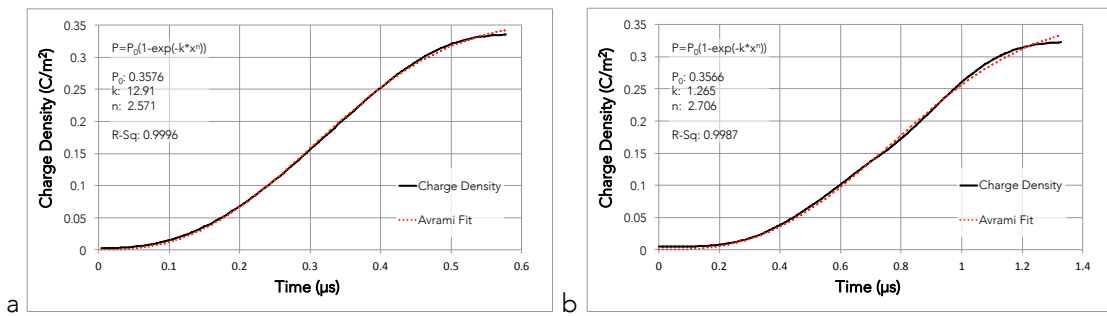 0.35
0.3
0.25
0.2
0.15
0.1
0.05
0
Charge Density (C/m²)
P=P₀(1-exp(-k*xⁿ))
P₀: 0.3576
k: 12.91
n: 2.571
R-Sq: 0.9996
Charge Density
Avrami Fit
0 0.1 0.2 0.3 0.4 0.5 0.6
Time (µs)
a
0.35
0.3
0.25
0.2
0.15
0.1
0.05
0
Charge Density (C/m²)
P=P₀(1-exp(-k*xⁿ))
P₀: 0.3566
k: 1.265
n: 2.706
R-Sq: 0.9987
Charge Density
Avrami Fit
0 0.2 0.4 0.6 0.8 1 1.2 1.4
Time (µs)
b